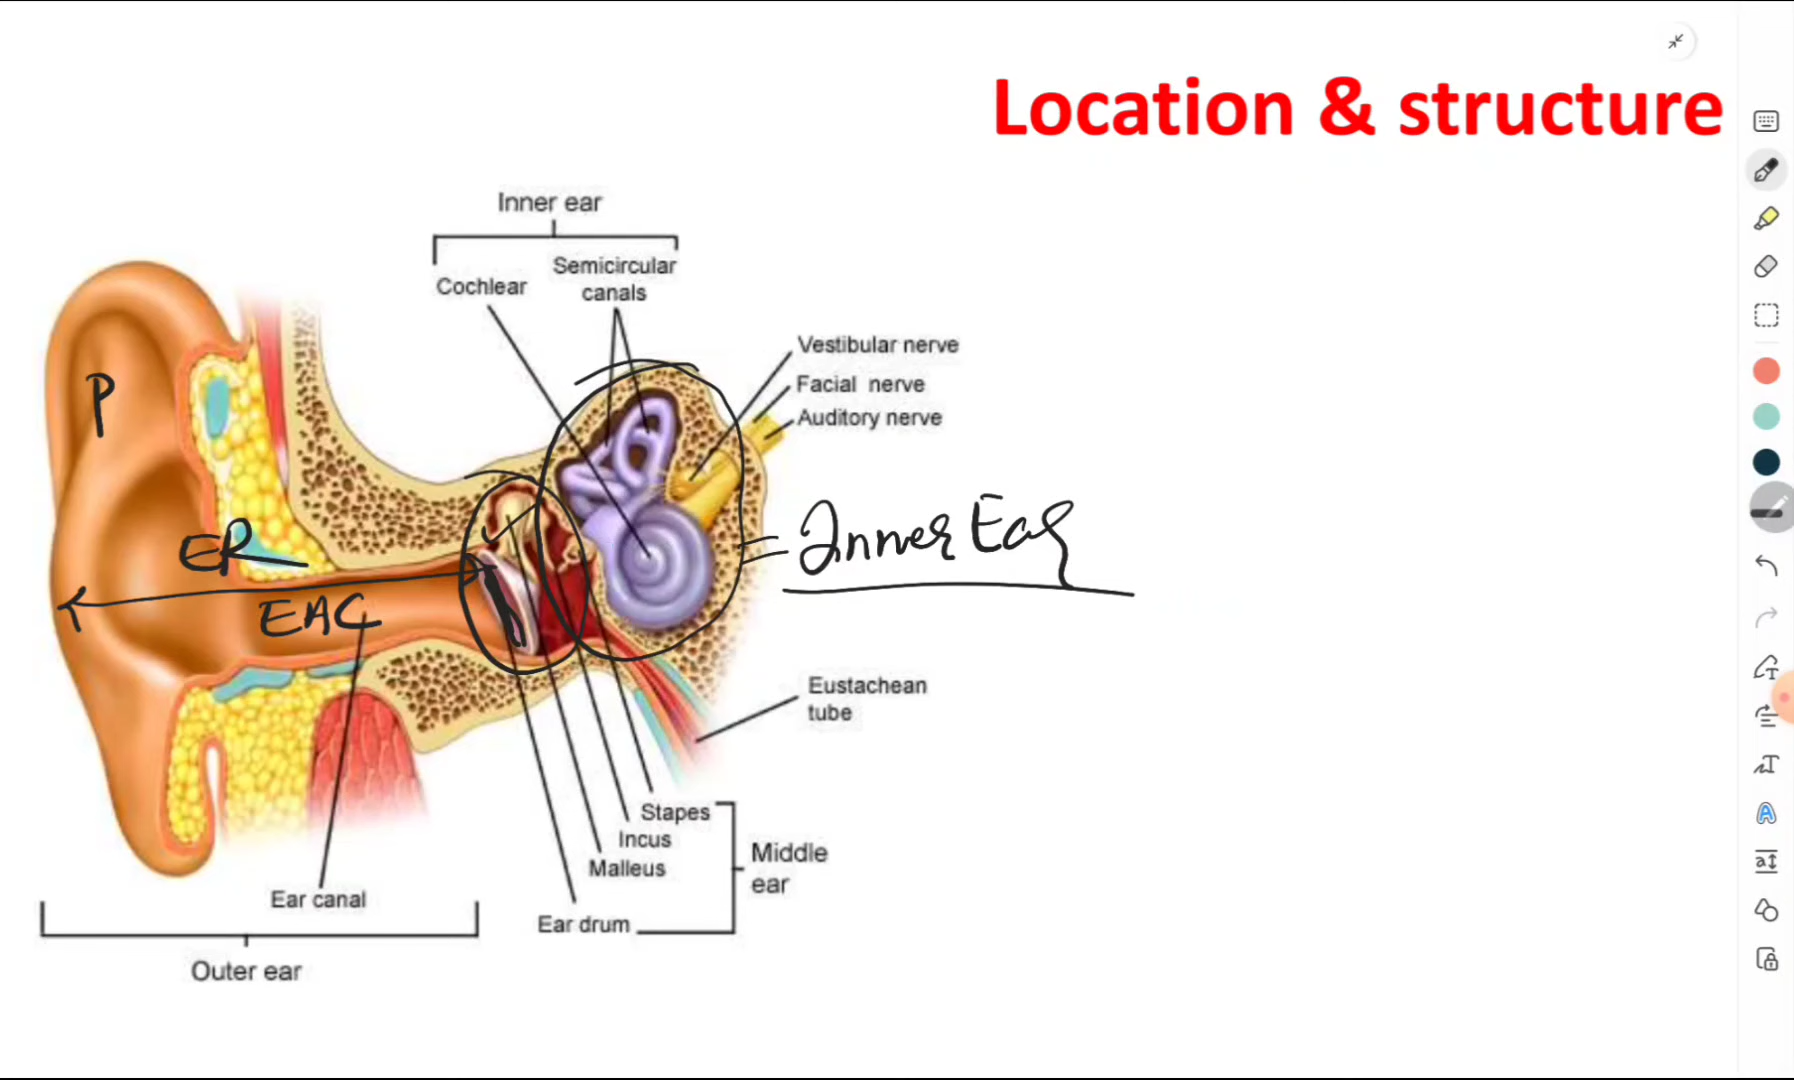 Location & structure
Inner ear
Semicircular
canals
Cochlear
Vestibular nerve
Facial nerve
Auditory nerve
P
ER
EAC
Inner Ear
Eustachean
tube
Stapes
Incus
Malleus
Middle
ear
Ear drum
Ear canal
Outer ear